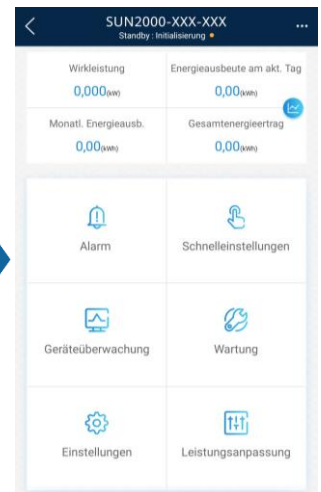 SUN2000-XXX-XXX
Standby : Initialisierung
Wirkleistung
Energieausbeute am akt. Tag
0,000(kW)
0,00(kWh)
Monatl. Energieausb.
Gesamtenergieertrag
0,00(kWh)
0,00(kWh)
Alarm
Schnelleinstellungen
Geräteüberwachung
Wartung
Einstellungen
Leistungsanpassung